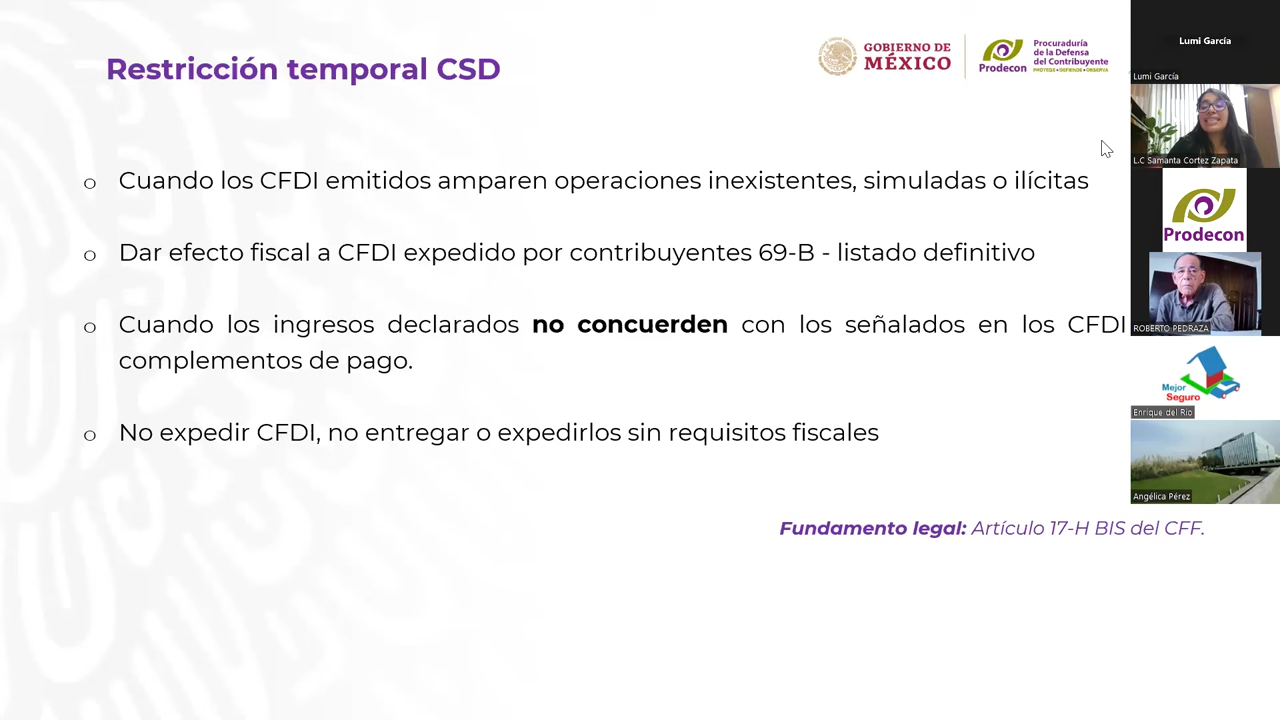 Restricción temporal CSD
GOBIERNO DE
MÉXICO
Prodecon
Procuraduría
de la Defensa
del Contribuyente
PROTEGE • DEFIENDE • OBSERVA
o Cuando los CFDI emitidos amparen operaciones inexistentes, simuladas o ilícitas
o Dar efecto fiscal a CFDI expedido por contribuyentes 69-B - listado definitivo
o Cuando los ingresos declarados no concuerden con los señalados en los CFDI
complementos de pago.
o No expedir CFDI, no entregar o expedirlos sin requisitos fiscales
Fundamento legal: Artículo 17-H BIS del CFF.
Lumi García
Lumi García
L.C Samanta Cortez Zapata
Prodecon
ROBERTO PEDRAZA
Mejor
Seguro
Enrique del Río
Angélica Pérez